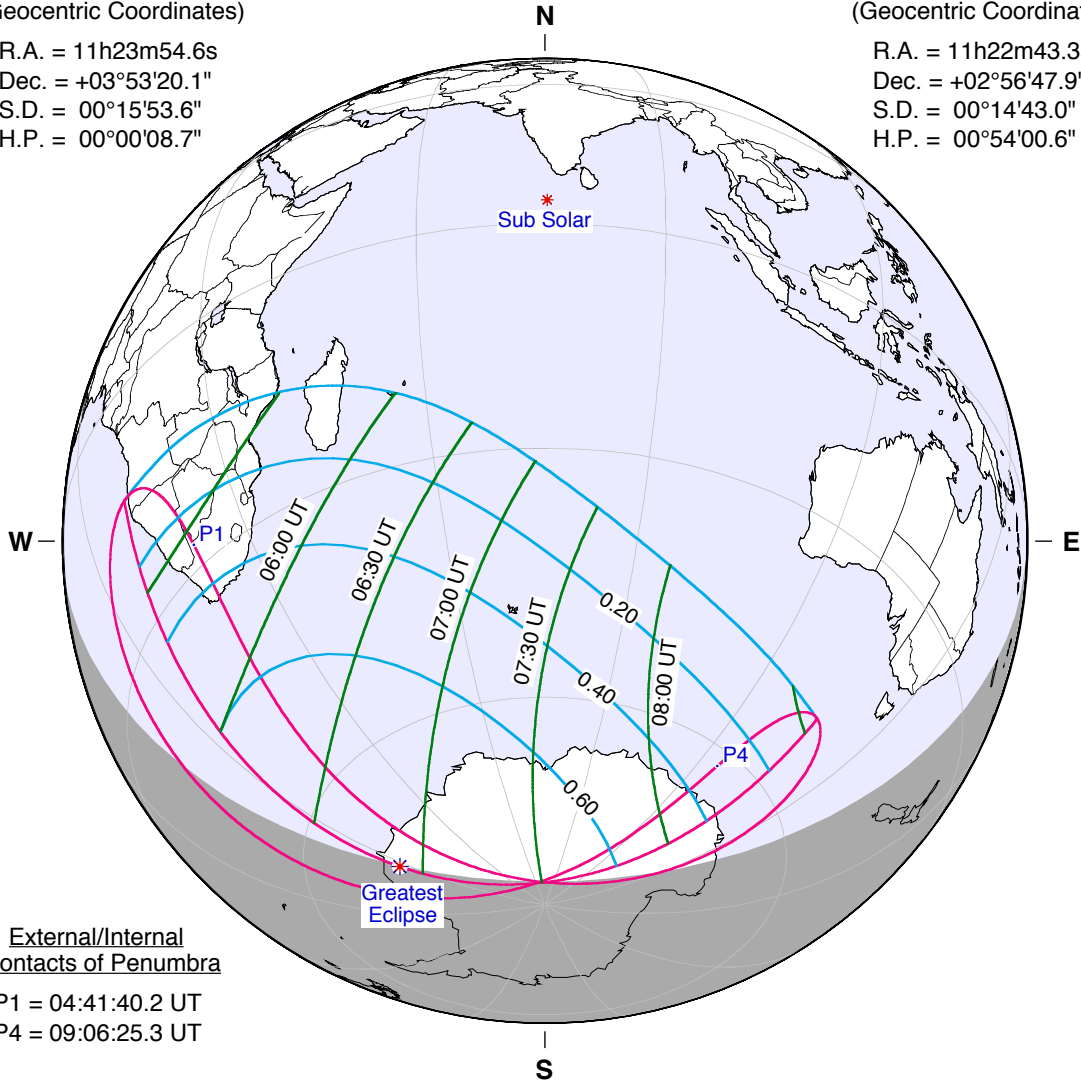 Geocentric Coordinates)
R.A. = 11h23m54.6s
Dec. = +03°53'20.1"
S.D. = 00°15'53.6"
H.P. = 00°00'08.7"
N
(Geocentric Coordinat
R.A. = 11h22m43.3
Dec. = +02°56'47.9"
S.D. = 00°14'43.0"
H.P. = 00°54'00.6"
Sub Solar
W
E
P1
06:00 UT
06:30 UT
07:00 UT
07:30 UT
08:00 UT
0.20
0.40
0.60
P4
Greatest
Eclipse
External/Internal
ontacts of Penumbra
P1 = 04:41:40.2 UT
P4 = 09:06:25.3 UT
S